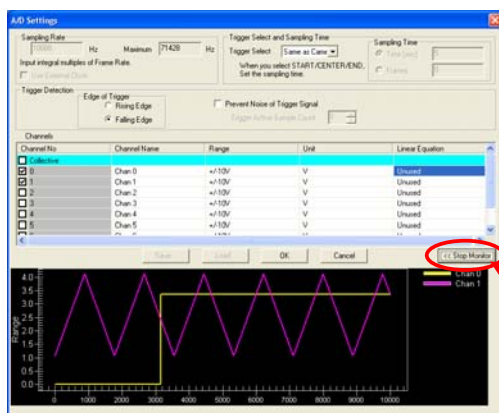 A/D Settings
Sampling Rate
10000 Hz Maximum 71428 Hz
Input integral multiples of Frame Rate.
Use External Clock
Trigger Select and Sampling Time
Trigger Select Same as Came
When you select START/CENTER/END,
Set the sampling time.
Sampling Time
Time [sec] 5
Frames 5
Trigger Detection
Edge of Trigger
Rising Edge
Falling Edge
Prevent Noise of Trigger Signal
Trigger Active Sample Count
Channels
Channel No Channel Name Range Unit Linear Equation
Collective
0 Chan 0 +/-10V V Unused
1 Chan 1 +/-10V V Unused
2 Chan 2 +/-10V V Unused
3 Chan 3 +/-10V V Unused
4 Chan 4 +/-10V V Unused
5 Chan 5 +/-10V V Unused
Save Load OK Cancel << Stop Monitor
Chan 0
Chan 1
Range
4.0
3.5
3.0
2.5
2.0
1.5
1.0
0.5
0.0
0 1000 2000 3000 4000 5000 6000 7000 8000 9000 10000